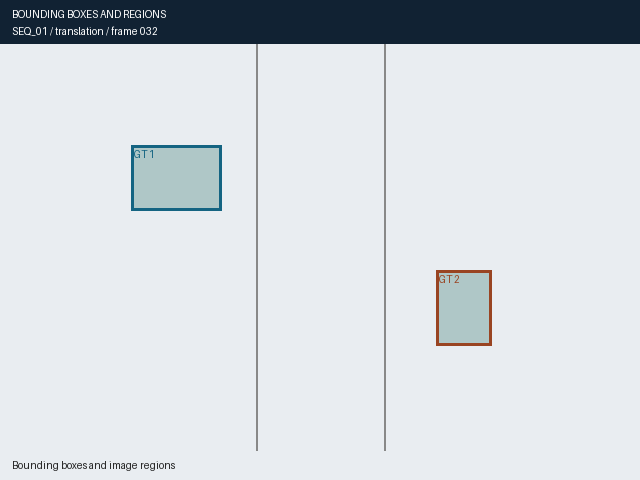 BOUNDING BOXES AND REGIONS
SEQ_01 / translation / frame 032
GT1
GT2
Bounding boxes and image regions